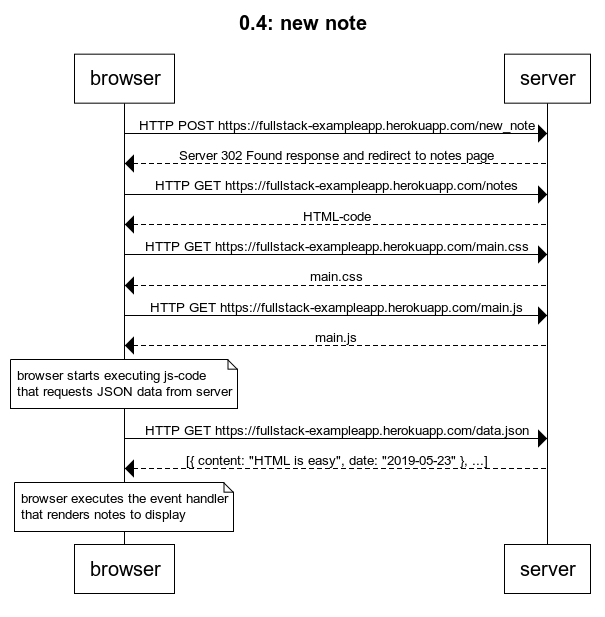 0.4: new note
browser
server
HTTP POST https://fullstack-exampleapp.herokuapp.com/new_note
Server 302 Found response and redirect to notes page
HTTP GET https://fullstack-exampleapp.herokuapp.com/notes
HTML-code
HTTP GET https://fullstack-exampleapp.herokuapp.com/main.css
main.css
HTTP GET https://fullstack-exampleapp.herokuapp.com/main.js
main.js
browser starts executing js-code
that requests JSON data from server
HTTP GET https://fullstack-exampleapp.herokuapp.com/data.json
[{ content: "HTML is easy", date: "2019-05-23" }, ...]
browser executes the event handler
that renders notes to display
browser
server